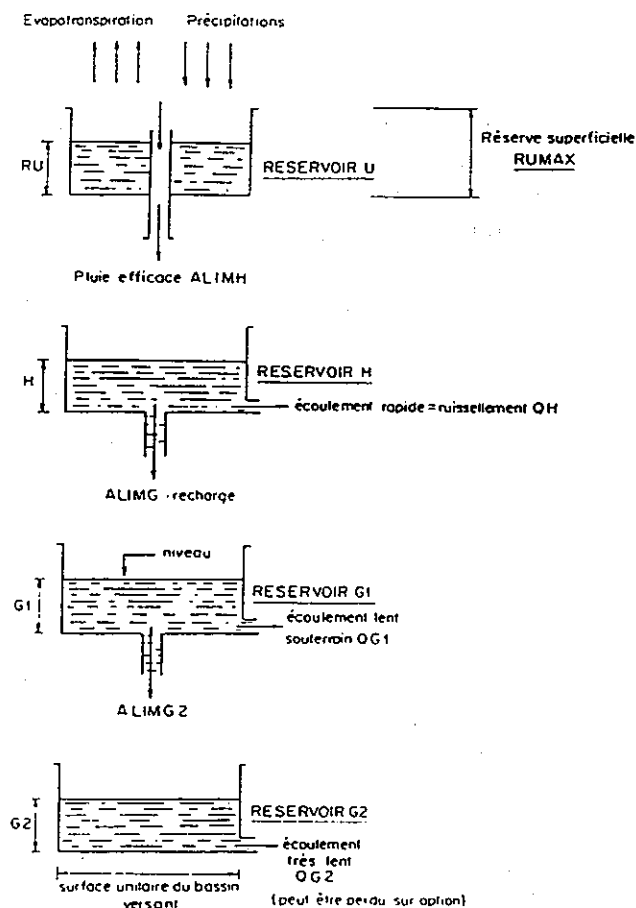 Evapotranspiration
Précipitations
RU
RESERVOIR U
Réserve superficielle
RUMAX
Pluie efficace ALIMH
H
RESERVOIR H
écoulement rapide = ruissellement QH
ALIMG - recharge
niveau
G1
RESERVOIR G1
écoulement lent
souterrain QG1
ALIMG2
G2
RESERVOIR G2
écoulement
très lent
QG2
surface unitaire du bassin
versant
(peut être perdu sur option)